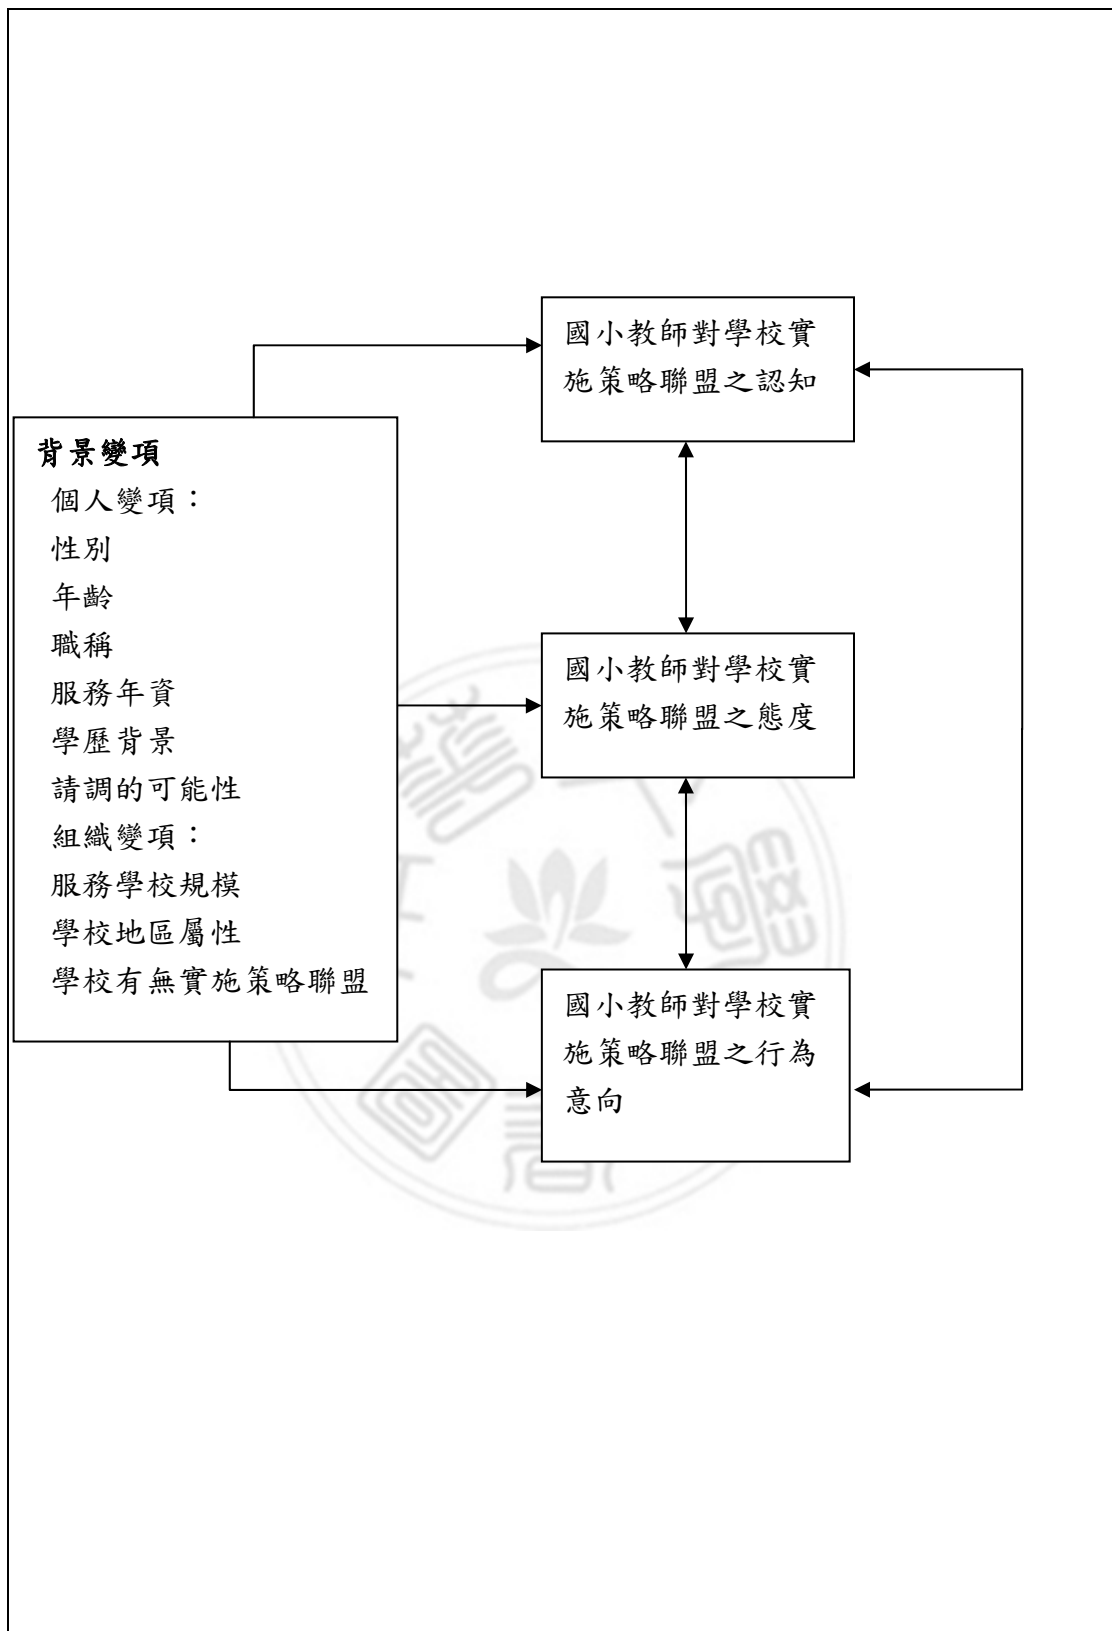 背景變項
個人變項：
性別
年齡
職稱
服務年資
學歷背景
請調的可能性
組織變項：
服務學校規模
學校地區屬性
學校有無實施策略聯盟
國小教師對學校實
施策略聯盟之認知
國小教師對學校實
施策略聯盟之態度
國小教師對學校實
施策略聯盟之行為
意向